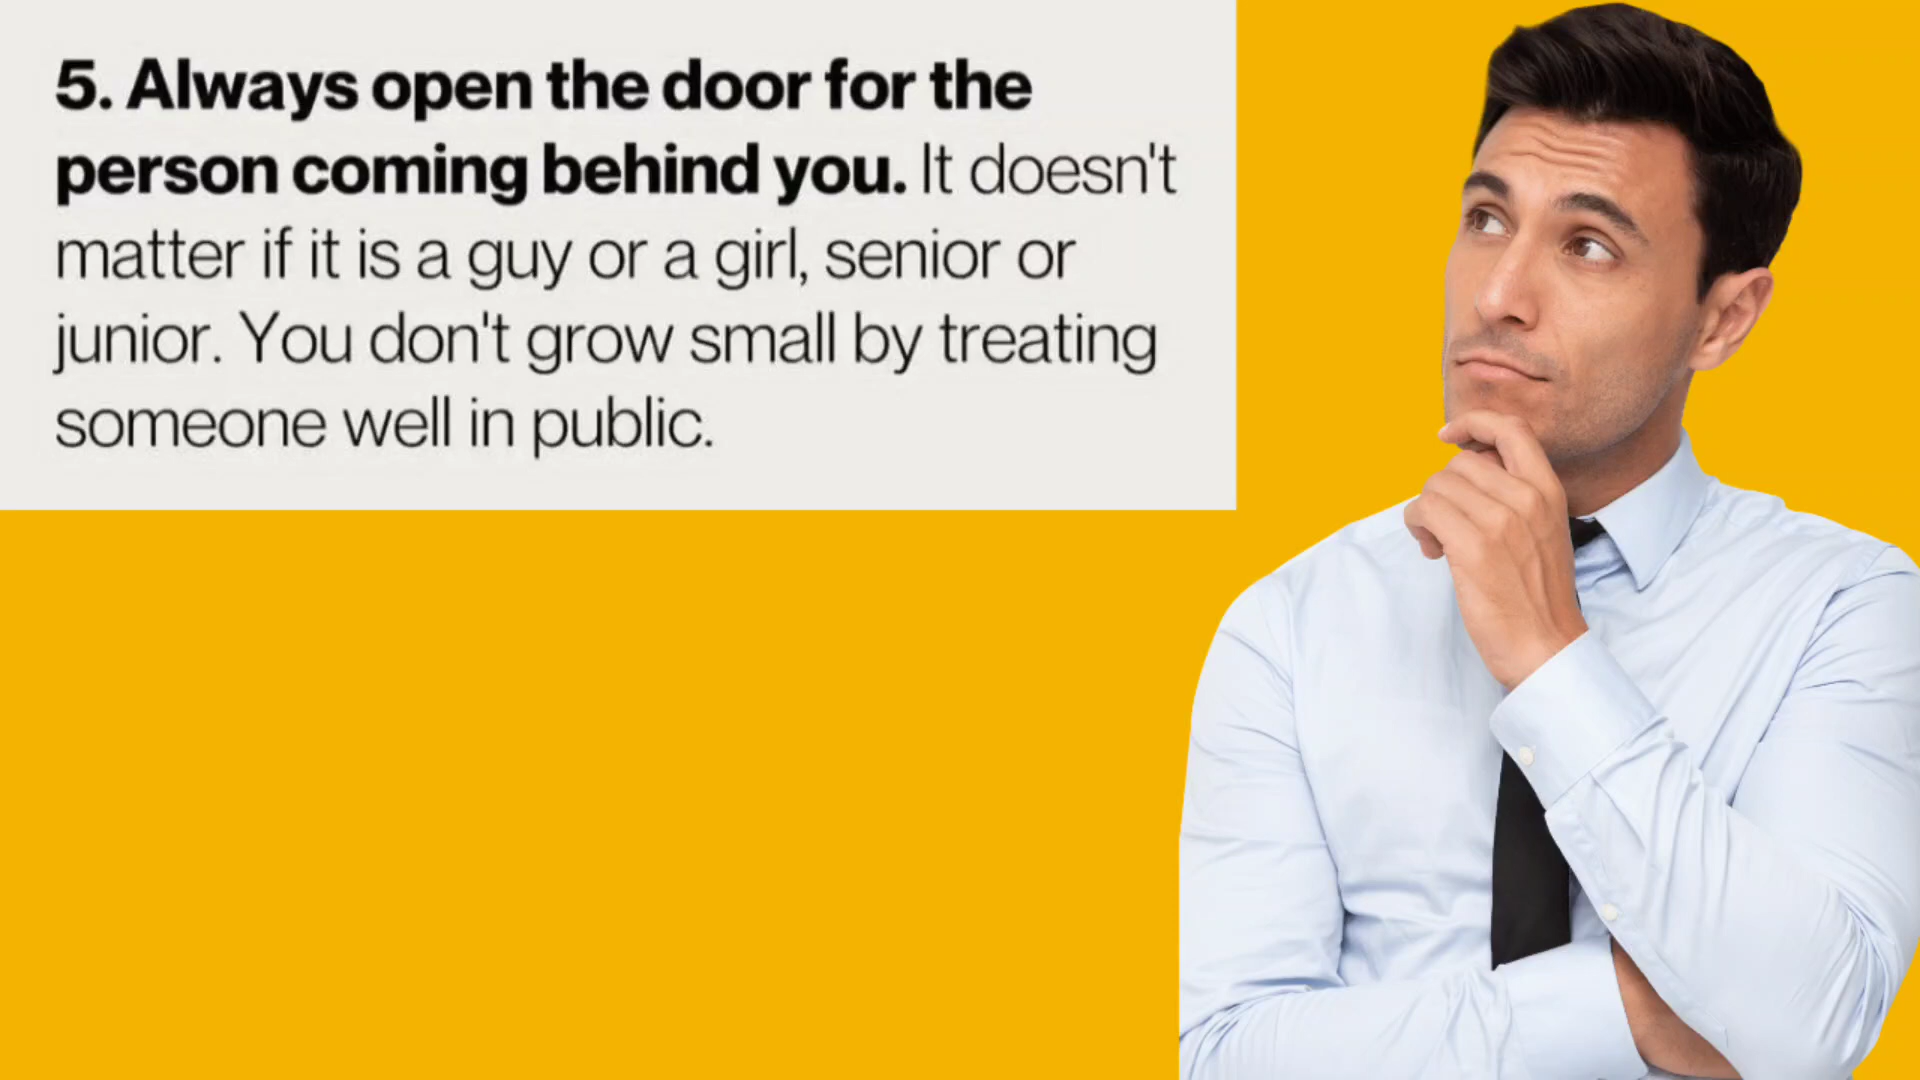 5. Always open the door for the
person coming behind you. It doesn't
matter if it is a guy or a girl, senior or
junior. You don't grow small by treating
someone well in public.